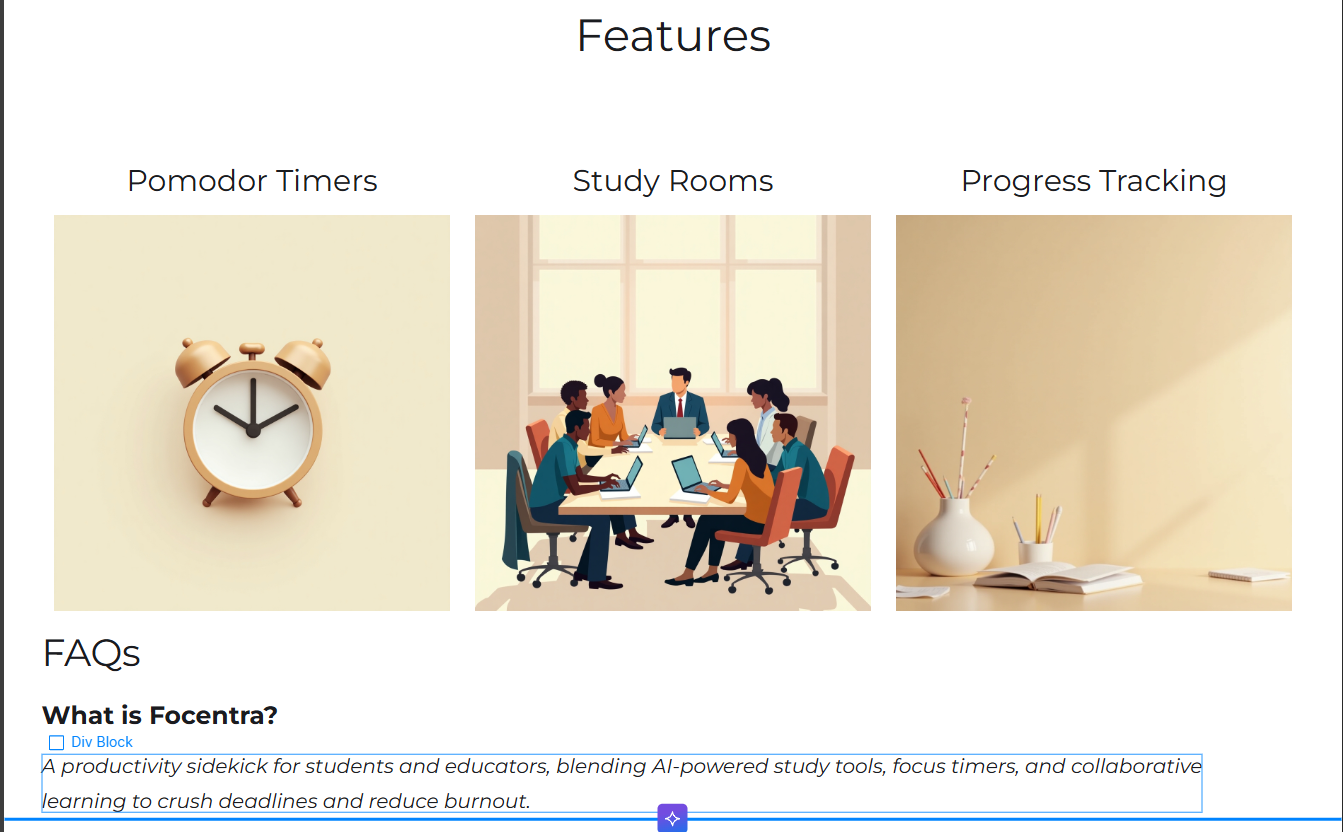 Features
Pomodor Timers
Study Rooms
Progress Tracking
FAQs
What is Focentra?
Div Block
A productivity sidekick for students and educators, blending AI-powered study tools, focus timers, and collaborative
learning to crush deadlines and reduce burnout.